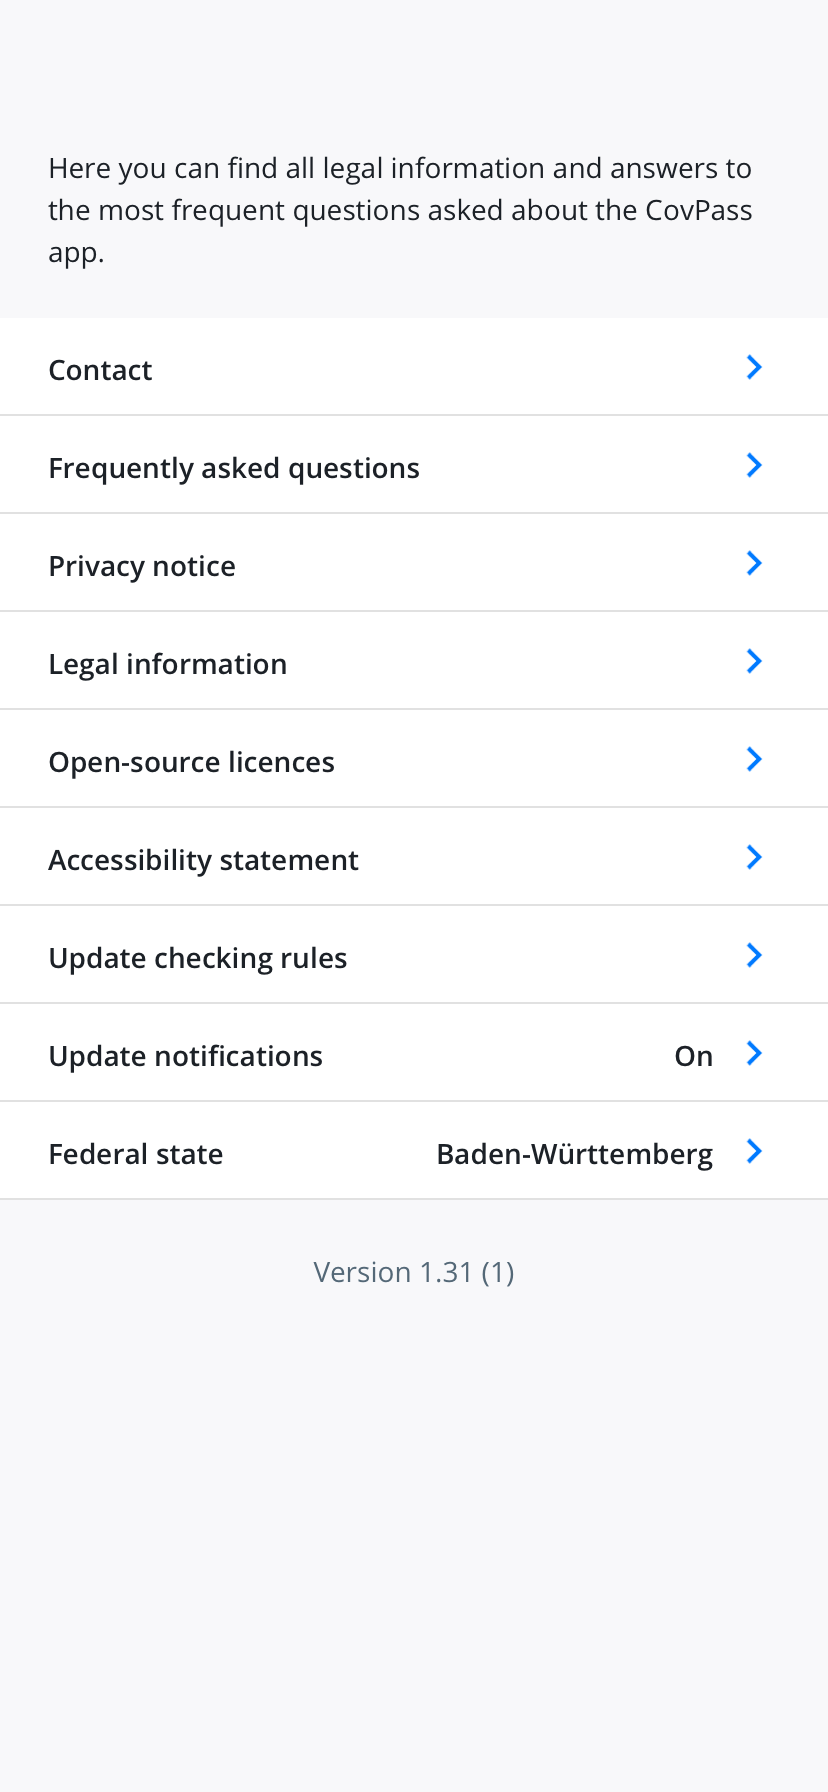 Here you can find all legal information and answers to
the most frequent questions asked about the CovPass
app.
Contact
Frequently asked questions
Privacy notice
Legal information
Open-source licences
Accessibility statement
Update checking rules
Update notifications On
Federal state Baden-Württemberg
Version 1.31 (1)